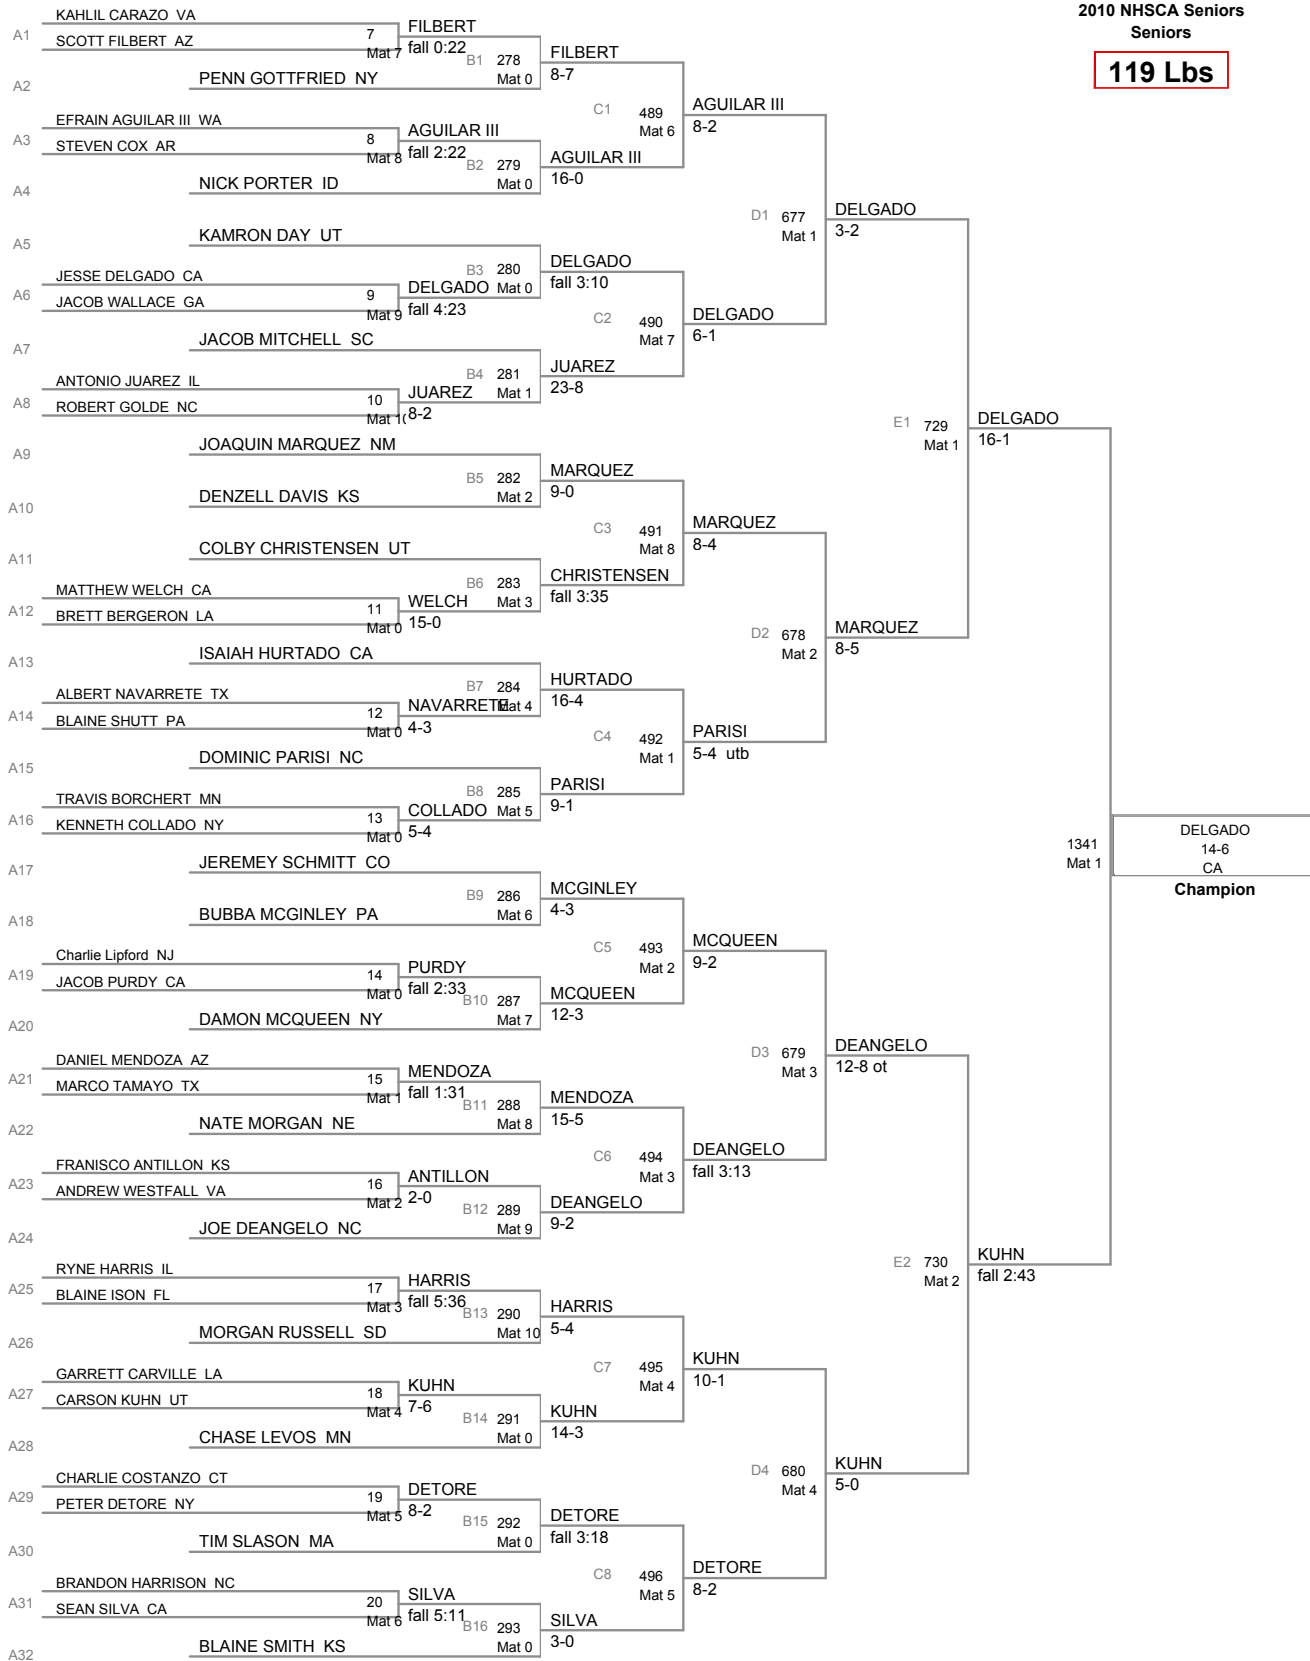 2010 NHSCA Seniors
Seniors
119 Lbs
A1
KAHLIL CARAZO VA
SCOTT FILBERT AZ
7
Mat 7
FILBERT
fall 0:22
A2
PENN GOTTFRIED NY
B1 278
Mat 0
FILBERT
8-7
A3
EFRAIN AGUILAR III WA
STEVEN COX AR
8
Mat 8
AGUILAR III
fall 2:22
A4
NICK PORTER ID
B2 279
Mat 0
AGUILAR III
16-0
C1 489
Mat 6
AGUILAR III
8-2
A5
KAMRON DAY UT
A6
JESSE DELGADO CA
JACOB WALLACE GA
9
Mat 9
DELGADO
fall 4:23
B3 280
Mat 0
DELGADO
fall 3:10
A7
JACOB MITCHELL SC
A8
ANTONIO JUAREZ IL
ROBERT GOLDE NC
10
Mat 10
JUAREZ
8-2
B4 281
Mat 1
JUAREZ
23-8
C2 490
Mat 7
DELGADO
6-1
D1 677
Mat 1
DELGADO
3-2
A9
JOAQUIN MARQUEZ NM
A10
DENZELL DAVIS KS
B5 282
Mat 2
MARQUEZ
9-0
A11
COLBY CHRISTENSEN UT
A12
MATTHEW WELCH CA
BRETT BERGERON LA
11
Mat 0
WELCH
15-0
B6 283
Mat 3
CHRISTENSEN
fall 3:35
C3 491
Mat 8
MARQUEZ
8-4
A13
ISAIAH HURTADO CA
A14
ALBERT NAVARRETE TX
BLAINE SHUTT PA
12
Mat 0
NAVARRETE
4-3
B7 284
Mat 4
HURTADO
16-4
A15
DOMINIC PARISI NC
A16
TRAVIS BORCHERT MN
KENNETH COLLADO NY
13
Mat 0
COLLADO
5-4
B8 285
Mat 5
PARISI
9-1
C4 492
Mat 1
PARISI
5-4 utb
D2 678
Mat 2
MARQUEZ
8-5
E1 729
Mat 1
DELGADO
16-1
A17
JEREMEY SCHMITT CO
A18
BUBBA MCGINLEY PA
B9 286
Mat 6
MCGINLEY
4-3
A19
Charlie Lipford NJ
JACOB PURDY CA
14
Mat 0
PURDY
fall 2:33
A20
DAMON MCQUEEN NY
B10 287
Mat 7
MCQUEEN
12-3
C5 493
Mat 2
MCQUEEN
9-2
A21
DANIEL MENDOZA AZ
MARCO TAMAYO TX
15
Mat 1
MENDOZA
fall 1:31
A22
NATE MORGAN NE
B11 288
Mat 8
MENDOZA
15-5
A23
FRANISCO ANTILLON KS
ANDREW WESTFALL VA
16
Mat 2
ANTILLON
2-0
A24
JOE DEANGELO NC
B12 289
Mat 9
DEANGELO
9-2
C6 494
Mat 3
DEANGELO
fall 3:13
D3 679
Mat 3
DEANGELO
12-8 ot
A25
RYNE HARRIS IL
BLAINE ISON FL
17
Mat 3
HARRIS
fall 5:36
A26
MORGAN RUSSELL SD
B13 290
Mat 10
HARRIS
5-4
A27
GARRETT CARVILLE LA
CARSON KUHN UT
18
Mat 4
KUHN
7-6
A28
CHASE LEVOS MN
B14 291
Mat 0
KUHN
14-3
C7 495
Mat 4
KUHN
10-1
A29
CHARLIE COSTANZO CT
PETER DETORE NY
19
Mat 5
DETORE
8-2
A30
TIM SLASON MA
B15 292
Mat 0
DETORE
fall 3:18
A31
BRANDON HARRISON NC
SEAN SILVA CA
20
Mat 6
SILVA
fall 5:11
A32
BLAINE SMITH KS
B16 293
Mat 0
SILVA
3-0
C8 496
Mat 5
DETORE
8-2
D4 680
Mat 4
KUHN
5-0
E2 730
Mat 2
KUHN
fall 2:43
1341
Mat 1
DELGADO
14-6
CA
Champion